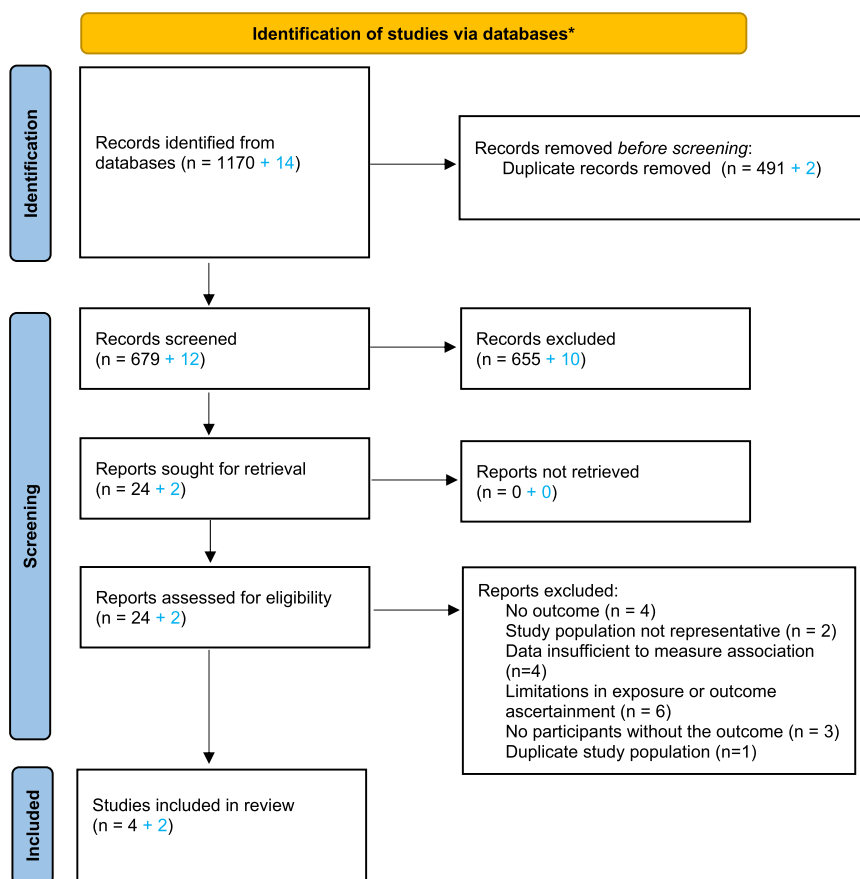 Identification of studies via databases*
Identification
Records identified from
databases (n = 1170 + 14)
Records removed before screening:
Duplicate records removed (n = 491 + 2)
Screening
Records screened
(n = 679 + 12)
Records excluded
(n = 655 + 10)
Reports sought for retrieval
(n = 24 + 2)
Reports not retrieved
(n = 0 + 0)
Reports assessed for eligibility
(n = 24 + 2)
Reports excluded:
No outcome (n = 4)
Study population not representative (n = 2)
Data insufficient to measure association
(n=4)
Limitations in exposure or outcome
ascertainment (n = 6)
No participants without the outcome (n = 3)
Duplicate study population (n=1)
Included
Studies included in review
(n = 4 + 2)